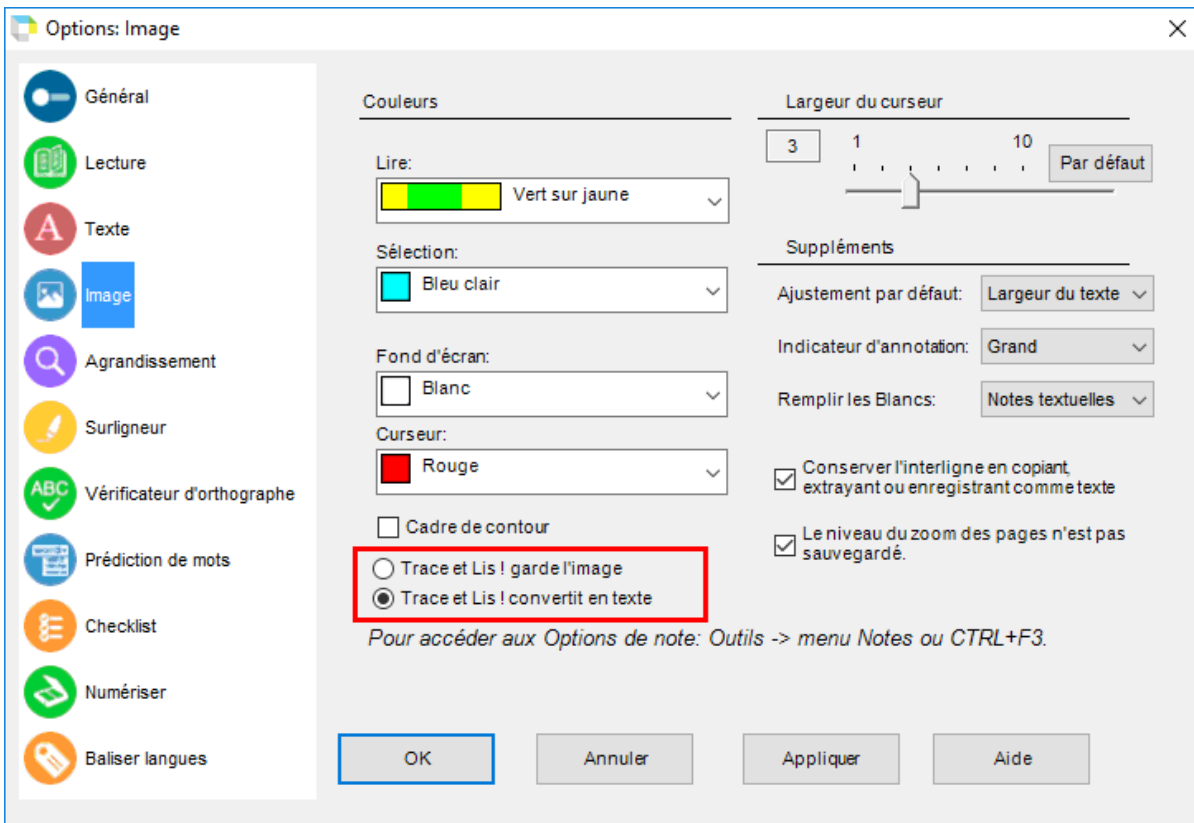 Options: Image
Général
Lecture
A
Texte
Image
Agrandissement
Surligneur
ABC
Vérificateur d'orthographe
Prédiction de mots
Checklist
Numériser
Baliser langues
Couleurs
Lire:
Vert sur jaune
Sélection:
Bleu clair
Fond d'écran:
Blanc
Curseur:
Rouge
Cadre de contour
Trace et Lis ! garde l'image
Trace et Lis ! convertit en texte
Pour accéder aux Options de note: Outils -> menu Notes ou CTRL+F3.
Largeur du curseur
3
1 10
Par défaut
Suppléments
Ajustement par défaut: Largeur du texte
Indicateur d'annotation: Grand
Remplir les Blancs: Notes textuelles
Conserver l'interligne en copiant,
extrayant ou enregistrant comme texte
Le niveau du zoom des pages n'est pas
sauvegardé.
OK Annuler Appliquer Aide